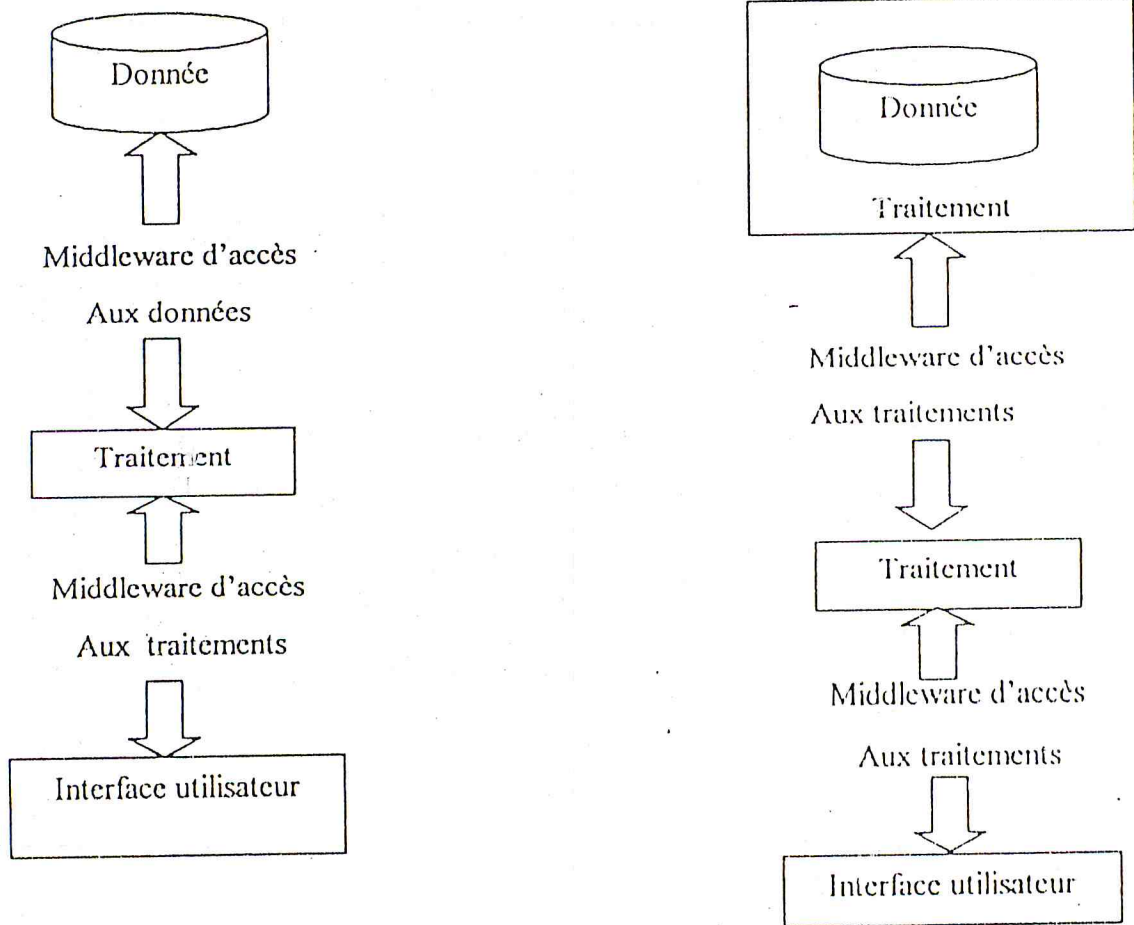 Donnée
Middleware d'accès
Aux données
Traitement
Middleware d'accès
Aux traitements
Interface utilisateur
Donnée
Traitement
Middleware d'accès
Aux traitements
Traitement
Middleware d'accès
Aux traitements
Interface utilisateur